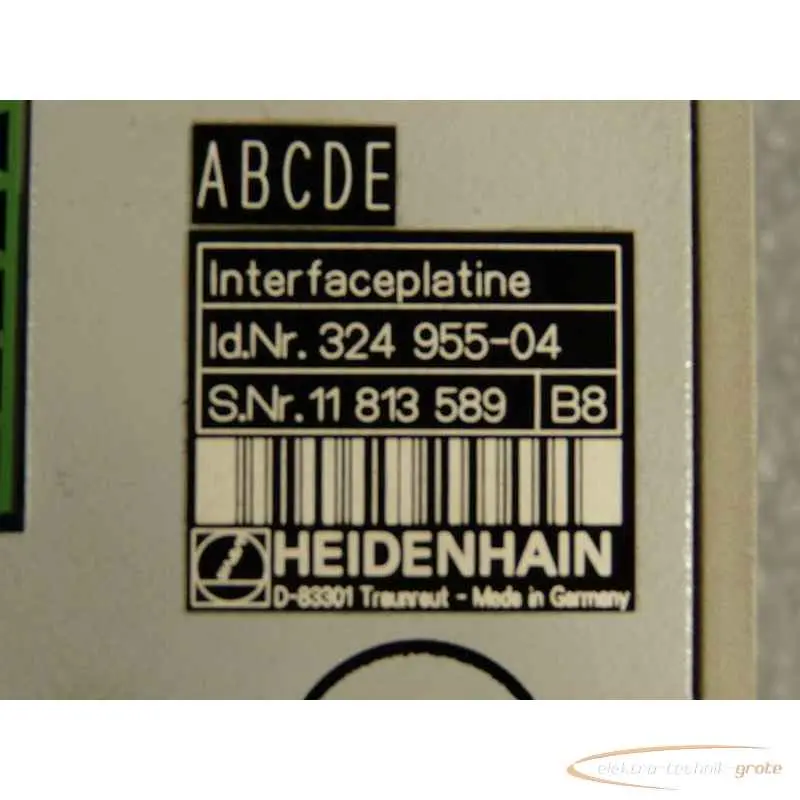 ABCDE
Interfaceplatine
Id.Nr. 324 955-04
S.Nr. 11 813 589 B8
HEIDENHAIN
D-83301 Traunreut - Made in Germany
elektro-technik-grote